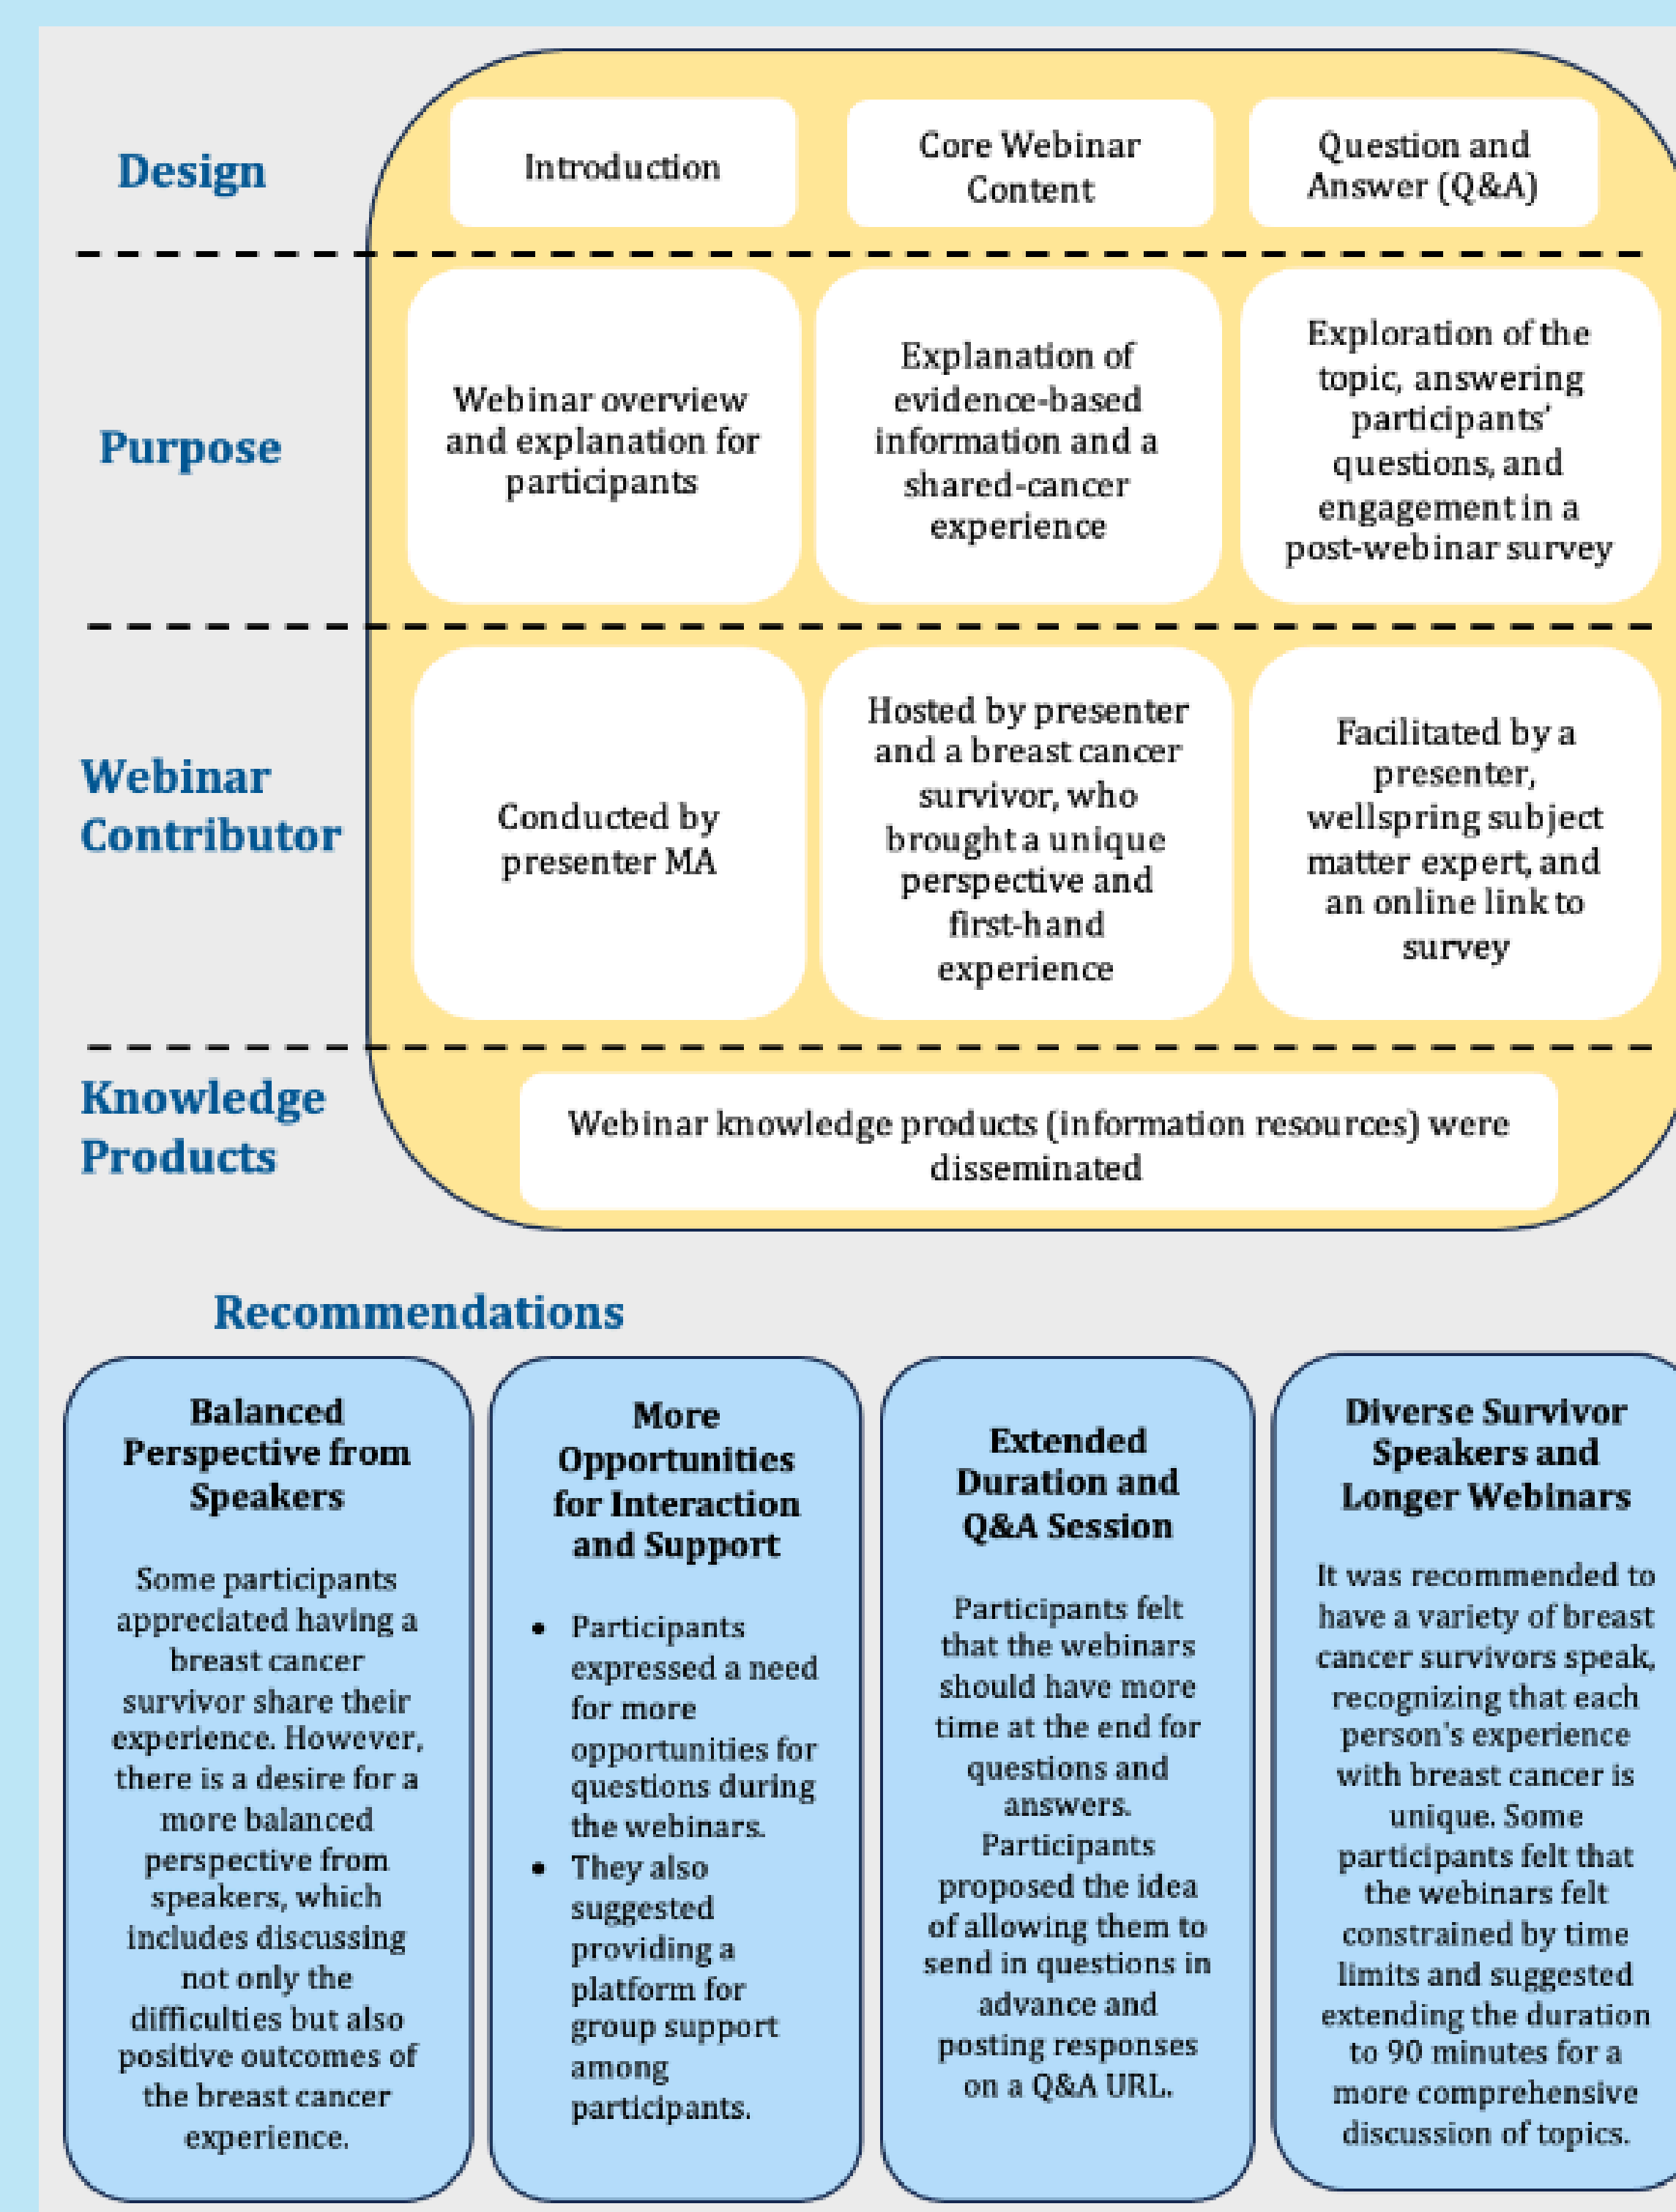 Design
Introduction
Core Webinar
Content
Question and
Answer (Q&A)
Purpose
Webinar overview
and explanation for
participants
Explanation of
evidence-based
information and a
shared-cancer
experience
Exploration of the
topic, answering
participants'
questions, and
engagement in a
post-webinar survey
Webinar
Contributor
Conducted by
presenter MA
Hosted by presenter
and a breast cancer
survivor, who
brought a unique
perspective and
first-hand
experience
Facilitated by a
presenter,
wellspring subject
matter expert, and
an online link to
survey
Knowledge
Products
Webinar knowledge products (information resources) were
disseminated
Recommendations
Balanced
Perspective from
Speakers
Some participants
appreciated having a
breast cancer
survivor share their
experience. However,
there is a desire for a
more balanced
perspective from
speakers, which
includes discussing
not only the
difficulties but also
positive outcomes of
the breast cancer
experience.
More
Opportunities
for Interaction
and Support
• Participants
expressed a need
for more
opportunities for
questions during
the webinars.
• They also
suggested
providing a
platform for
group support
among
participants.
Extended
Duration and
Q&A Session
Participants felt
that the webinars
should have more
time at the end for
questions and
answers.
Participants
proposed the idea
of allowing them to
send in questions in
advance and
posting responses
on a Q&A URL.
Diverse Survivor
Speakers and
Longer Webinars
It was recommended to
have a variety of breast
cancer survivors speak,
recognizing that each
person's experience
with breast cancer is
unique. Some
participants felt that
the webinars felt
constrained by time
limits and suggested
extending the duration
to 90 minutes for a
more comprehensive
discussion of topics.